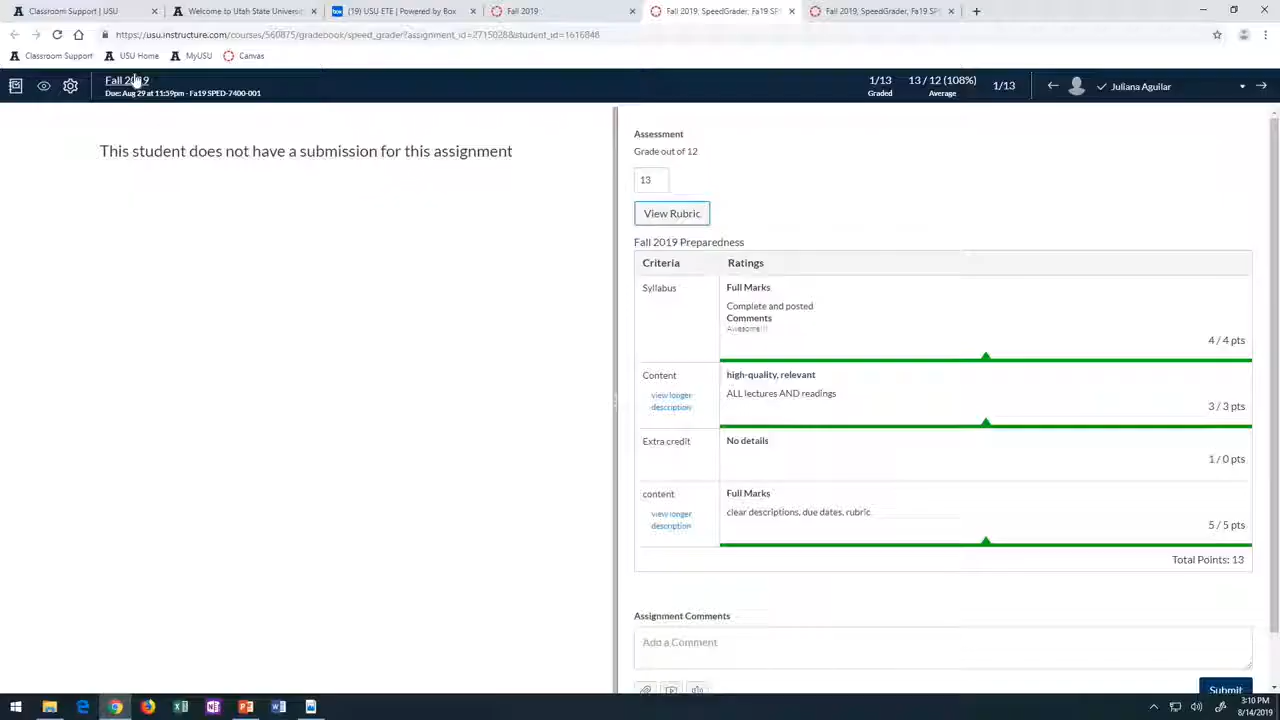 Classroom Support | USU
Welcome to Utah State Universit
(19) USU ETE | Powered by Box
Fall 2019
Fall 2019, SpeedGrader, Fa19 SP
Fall 2019, SpeedGrader, Fa19 SP
https://usu.instructure.com/courses/560875/gradebook/speed_grader?assignment_id=2715028&student_id=1616848
Classroom Support
USU Home
MyUSU
Canvas
Fall 2019
Due: Aug 29 at 11:59pm - Fa19 SPED-7400-001
1/13
Graded
13 / 12 (108%)
Average
1/13
Juliana Aguilar
This student does not have a submission for this assignment
Assessment
Grade out of 12
13
View Rubric
Fall 2019 Preparedness
Criteria Ratings
Syllabus
Full Marks
Complete and posted
Comments
Awesome!!!
4 / 4 pts
Content
view longer
description
high-quality, relevant
ALL lectures AND readings
3 / 3 pts
Extra credit
No details
1 / 0 pts
content
view longer
description
Full Marks
clear descriptions, due dates, rubric
5 / 5 pts
Total Points: 13
Assignment Comments
Add a Comment
Submit
3:10 PM
8/14/2019